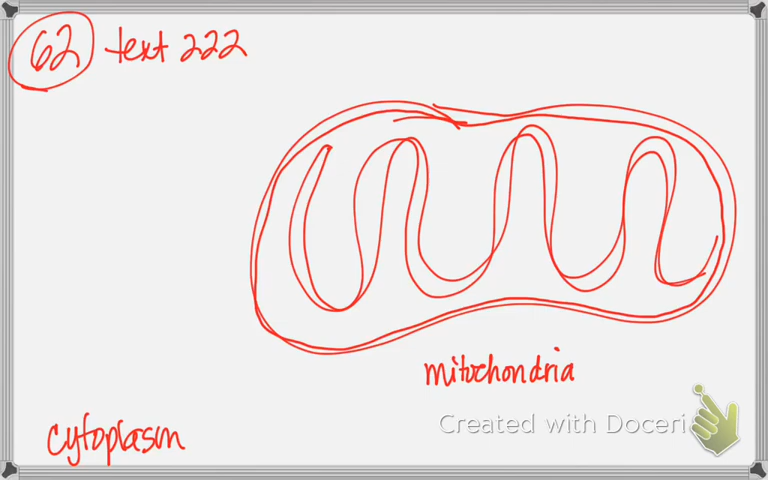 62 text 222
mitochondria
Created with Doceri
cytoplasm